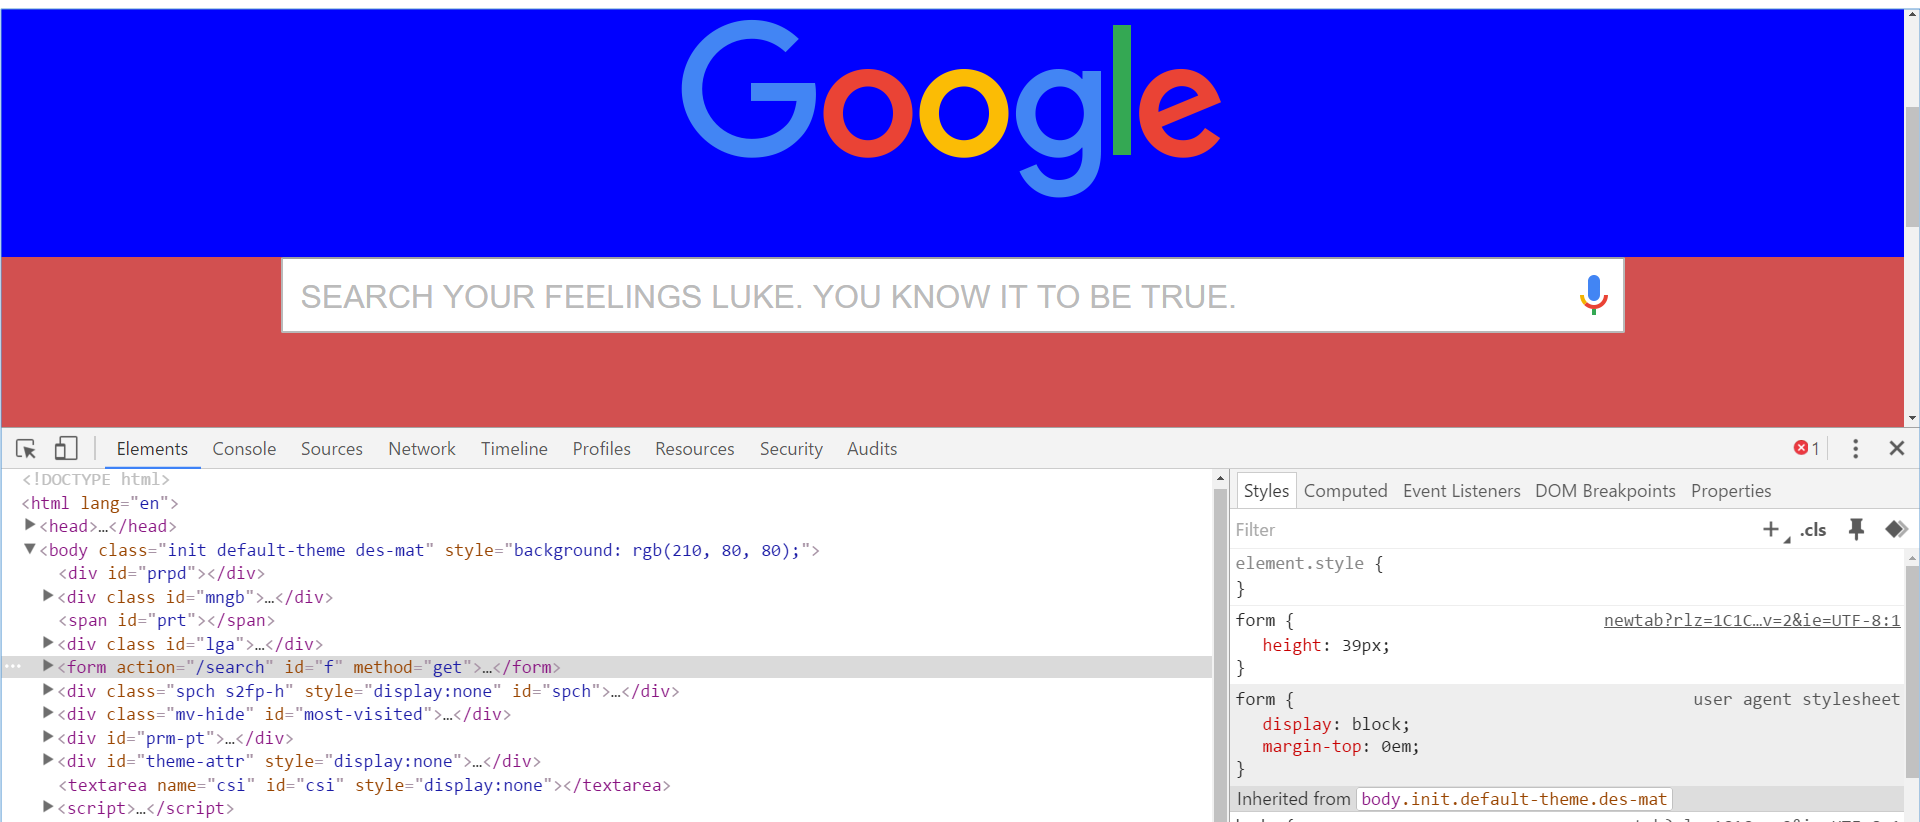 Google
SEARCH YOUR FEELINGS LUKE. YOU KNOW IT TO BE TRUE.
Elements Console Sources Network Timeline Profiles Resources Security Audits 1
<!DOCTYPE html>
<html lang="en">
<head>…</head>
<body class="init default-theme des-mat" style="background: rgb(210, 80, 80);">
<div id="prpd"></div>
<div class id="mngb">…</div>
<span id="prt"></span>
<div class id="lga">…</div>
<form action="/search" id="f" method="get">…</form>
<div class="spch s2fp-h" style="display:none" id="spch">…</div>
<div class="mv-hide" id="most-visited">…</div>
<div id="prm-pt">…</div>
<div id="theme-attr" style="display:none">…</div>
<textarea name="csi" id="csi" style="display:none"></textarea>
<script>…</script>
Styles Computed Event Listeners DOM Breakpoints Properties
Filter + .cls
element.style {
}
form { newtab?rlz=1C1C…v=2&ie=UTF-8:1
height: 39px;
}
form { user agent stylesheet
display: block;
margin-top: 0em;
}
Inherited from body.init.default-theme.des-mat